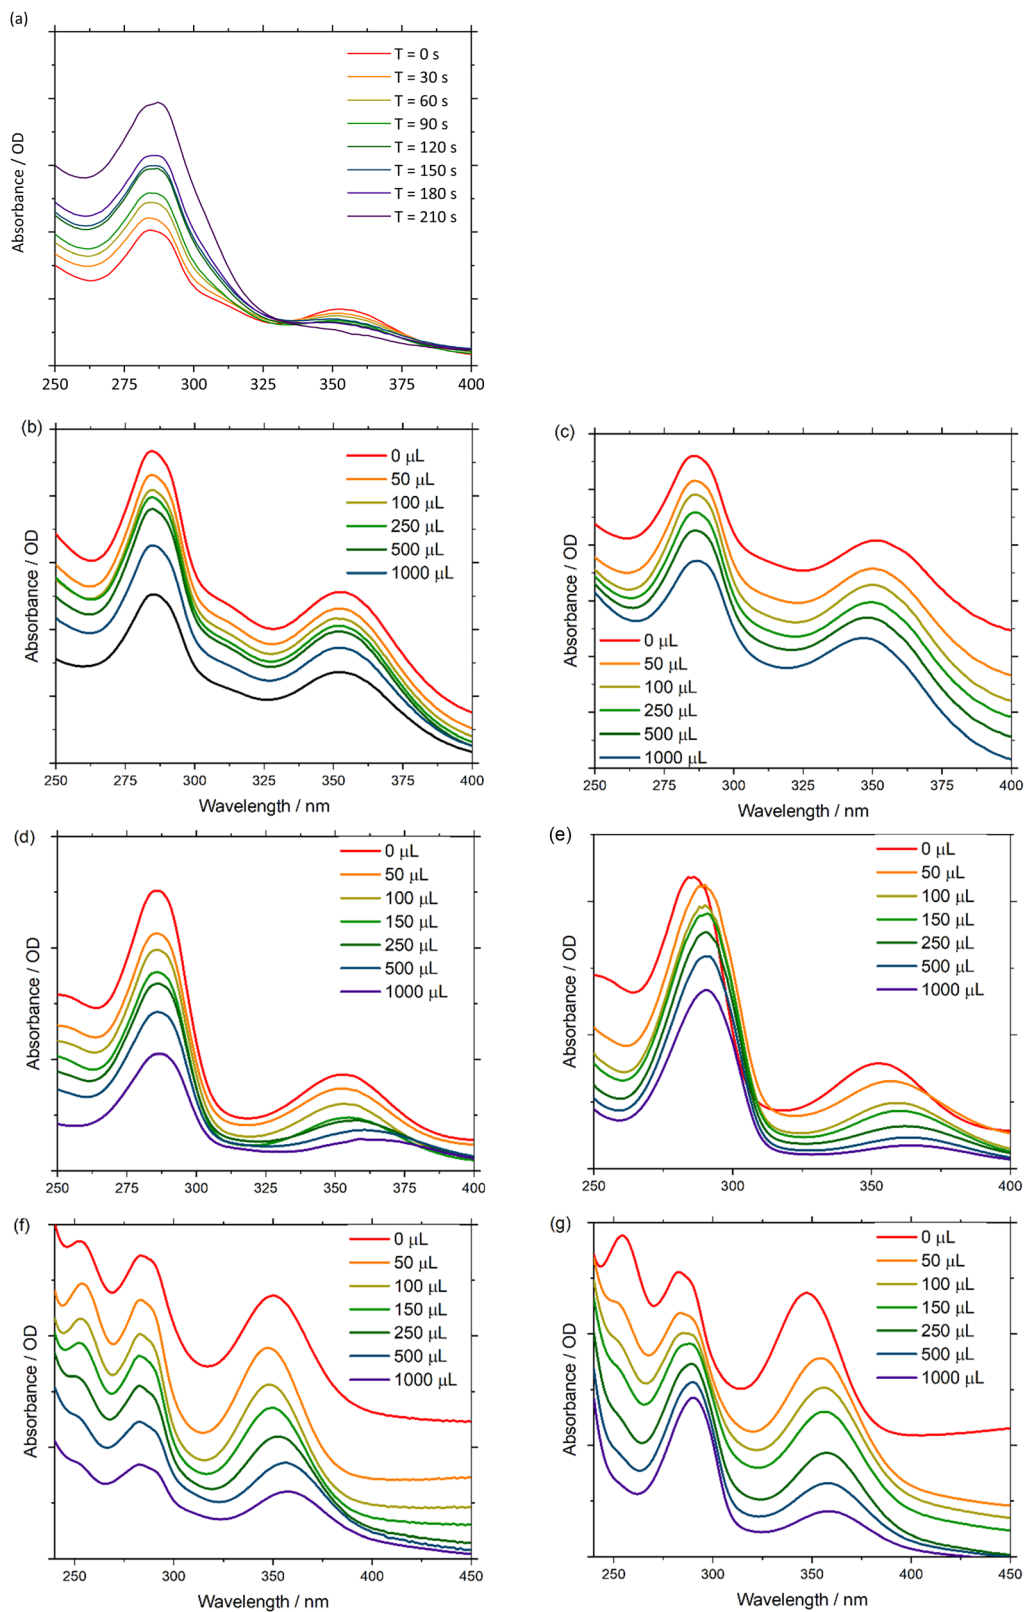 (a)
Absorbance / OD
T = 0 s
T = 30 s
T = 60 s
T = 90 s
T = 120 s
T = 150 s
T = 180 s
T = 210 s
250 275 300 325 350 375 400
(b)
Absorbance / OD
0 μL
50 μL
100 μL
250 μL
500 μL
1000 μL
250 275 300 325 350 375 400
Wavelength / nm
(c)
Absorbance / OD
0 μL
50 μL
100 μL
250 μL
500 μL
1000 μL
250 275 300 325 350 375 400
Wavelength / nm
(d)
Absorbance / OD
0 μL
50 μL
100 μL
150 μL
250 μL
500 μL
1000 μL
250 275 300 325 350 375 400
(e)
Absorbance / OD
0 μL
50 μL
100 μL
150 μL
250 μL
500 μL
1000 μL
250 300 350 400
(f)
Absorbance / OD
0 μL
50 μL
100 μL
150 μL
250 μL
500 μL
1000 μL
250 300 350 400 450
Wavelength / nm
(g)
Absorbance / OD
0 μL
50 μL
100 μL
150 μL
250 μL
500 μL
1000 μL
250 300 350 400 450
Wavelength / nm